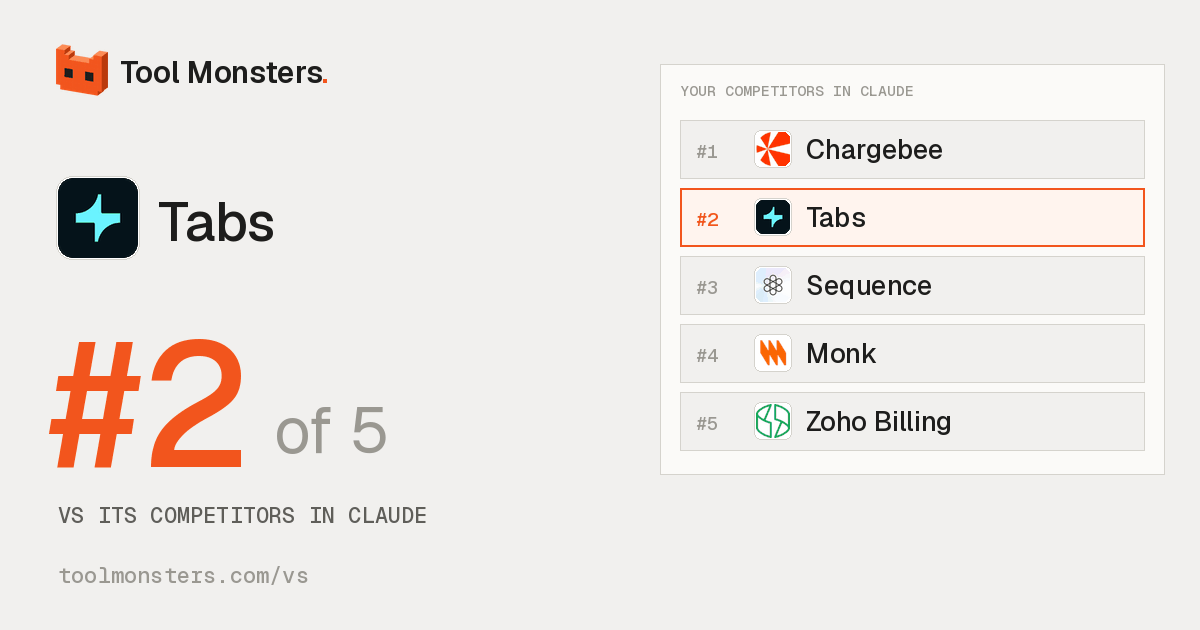 Tool Monsters.
Tabs
#2 of 5
VS ITS COMPETITORS IN CLAUDE
toolmonsters.com/vs
YOUR COMPETITORS IN CLAUDE
#1 Chargebee
#2 Tabs
#3 Sequence
#4 Monk
#5 Zoho Billing